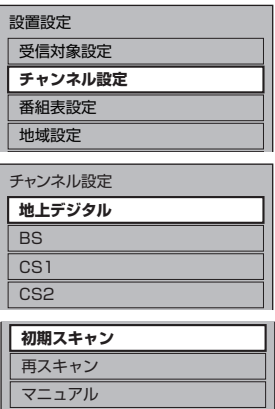 設置設定
受信対象設定
チャンネル設定
番組表設定
地域設定
チャンネル設定
地上デジタル
BS
CS1
CS2
初期スキャン
再スキャン
マニュアル